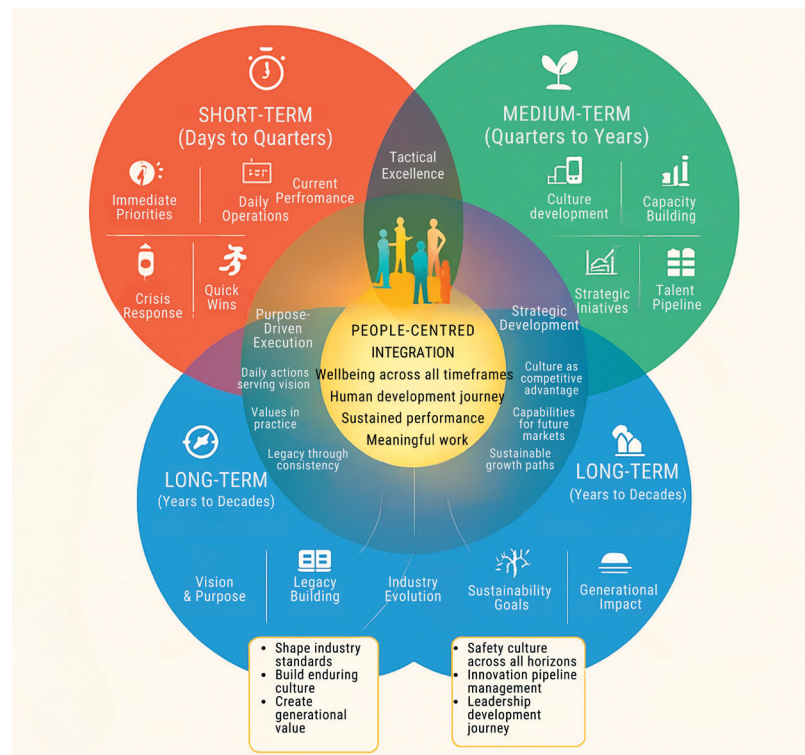 SHORT-TERM
(Days to Quarters)
Immediate
Priorities
Daily
Operations
Current
Perfromance
Crisis
Response
Quick
Wins
Tactical
Excellence
MEDIUM-TERM
(Quarters to Years)
Culture
development
Capacity
Building
Strategic
Iniatives
Talent
Pipeline
Purpose-
Driven
Execution
Daily actions
serving vision
Values in
practice
Legacy through
consistency
PEOPLE-CENTRED
INTEGRATION
Wellbeing across all timeframes
Human development journey
Sustained performance
Meaningful work
Strategic
Development
Culture as
competitive
advantage
Capabilities
for future
markets
Sustainable
growth paths
LONG-TERM
(Years to Decades)
LONG-TERM
(Years to Decades)
Vision
& Purpose
Legacy
Building
Industry
Evolution
Sustainability
Goals
Generational
Impact
• Shape industry
standards
• Build enduring
culture
• Create
generational
value
• Safety culture
across all horizons
• Innovation pipeline
management
• Leadership
development
journey